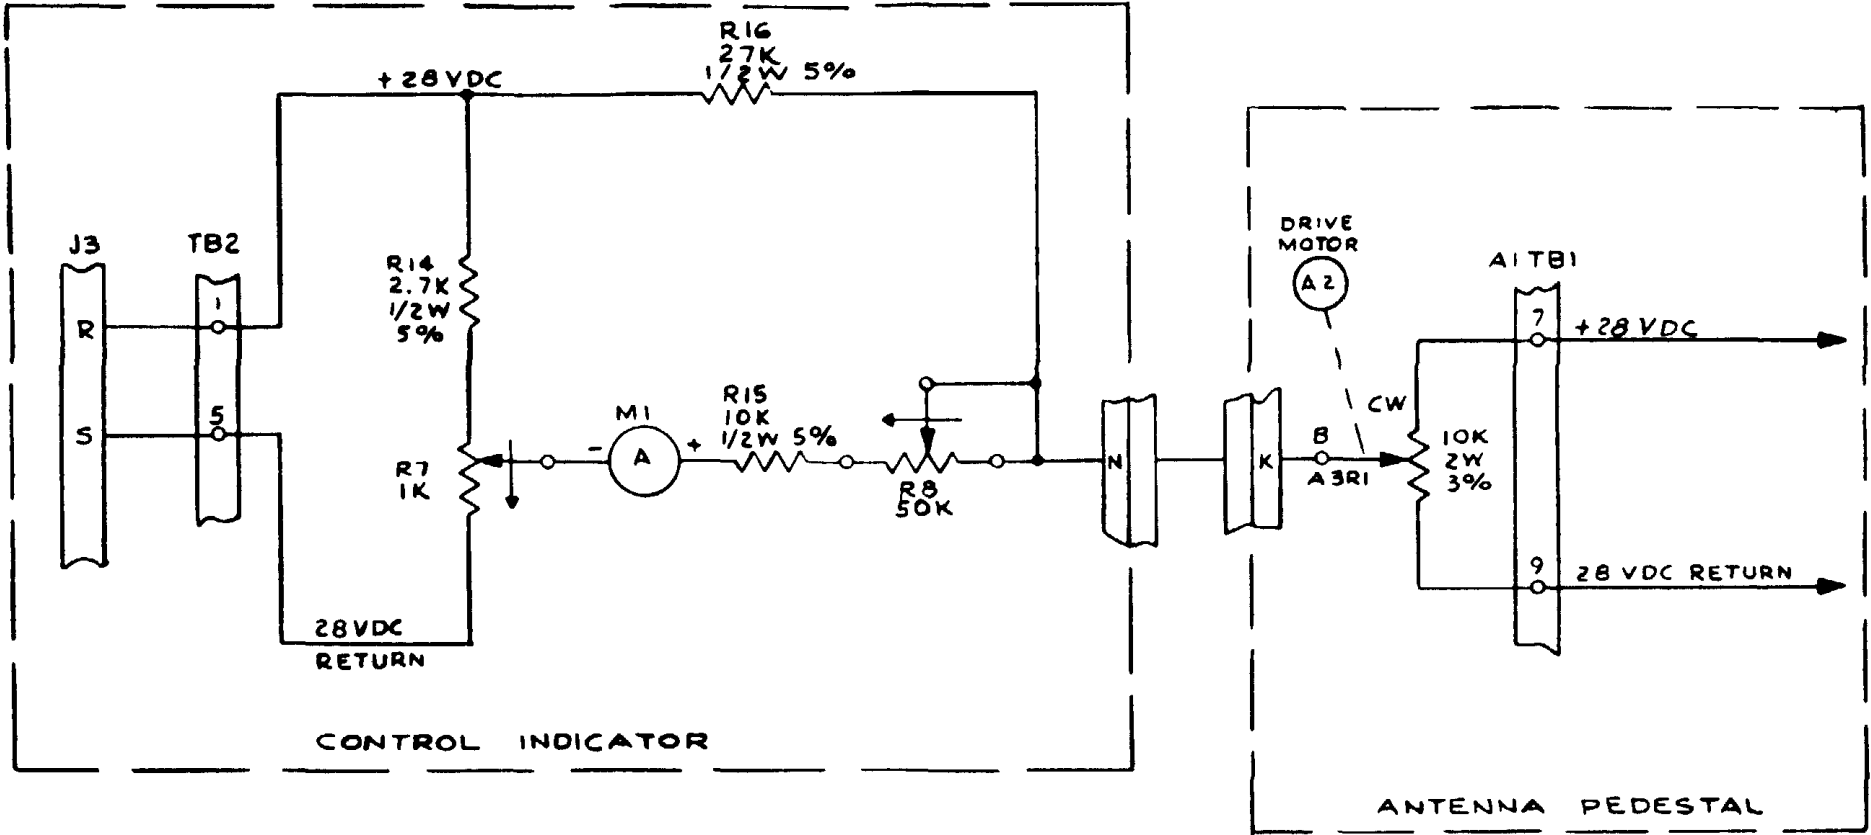 R16
27K
1/2W 5%
+28VDC
J3
TB2
R
1
S
5
R14
2.7K
1/2W
5%
R7
1K
M1
-
A
+
R15
10K
1/2W 5%
R8
50K
28VDC
RETURN
CONTROL INDICATOR
N
K
DRIVE
MOTOR
A2
B
A3R1
CW
10K
2W
3%
A1TB1
7
+28VDC
9
28 VDC RETURN
ANTENNA PEDESTAL